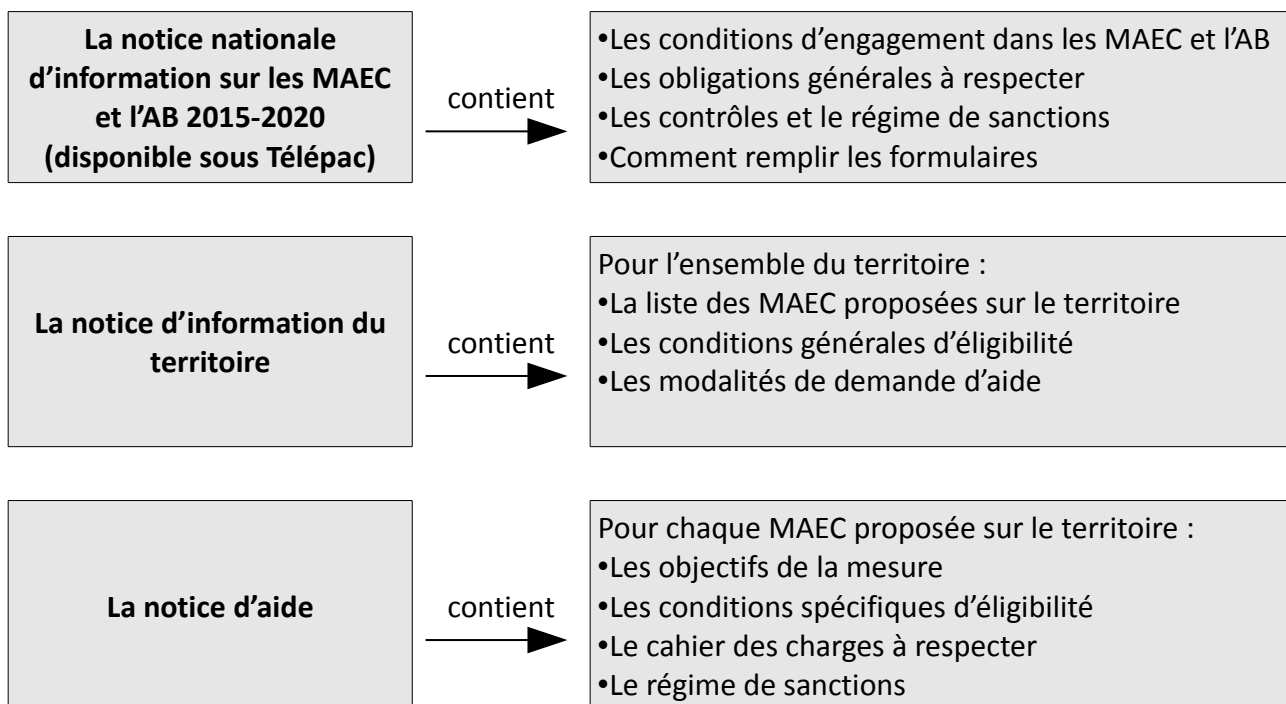 La notice nationale
d’information sur les MAEC
et l’AB 2015-2020
(disponible sous Télépac)
contient
•Les conditions d’engagement dans les MAEC et l’AB
•Les obligations générales à respecter
•Les contrôles et le régime de sanctions
•Comment remplir les formulaires
La notice d’information du
territoire
contient
Pour l’ensemble du territoire :
•La liste des MAEC proposées sur le territoire
•Les conditions générales d’éligibilité
•Les modalités de demande d’aide
La notice d’aide
contient
Pour chaque MAEC proposée sur le territoire :
•Les objectifs de la mesure
•Les conditions spécifiques d’éligibilité
•Le cahier des charges à respecter
•Le régime de sanctions